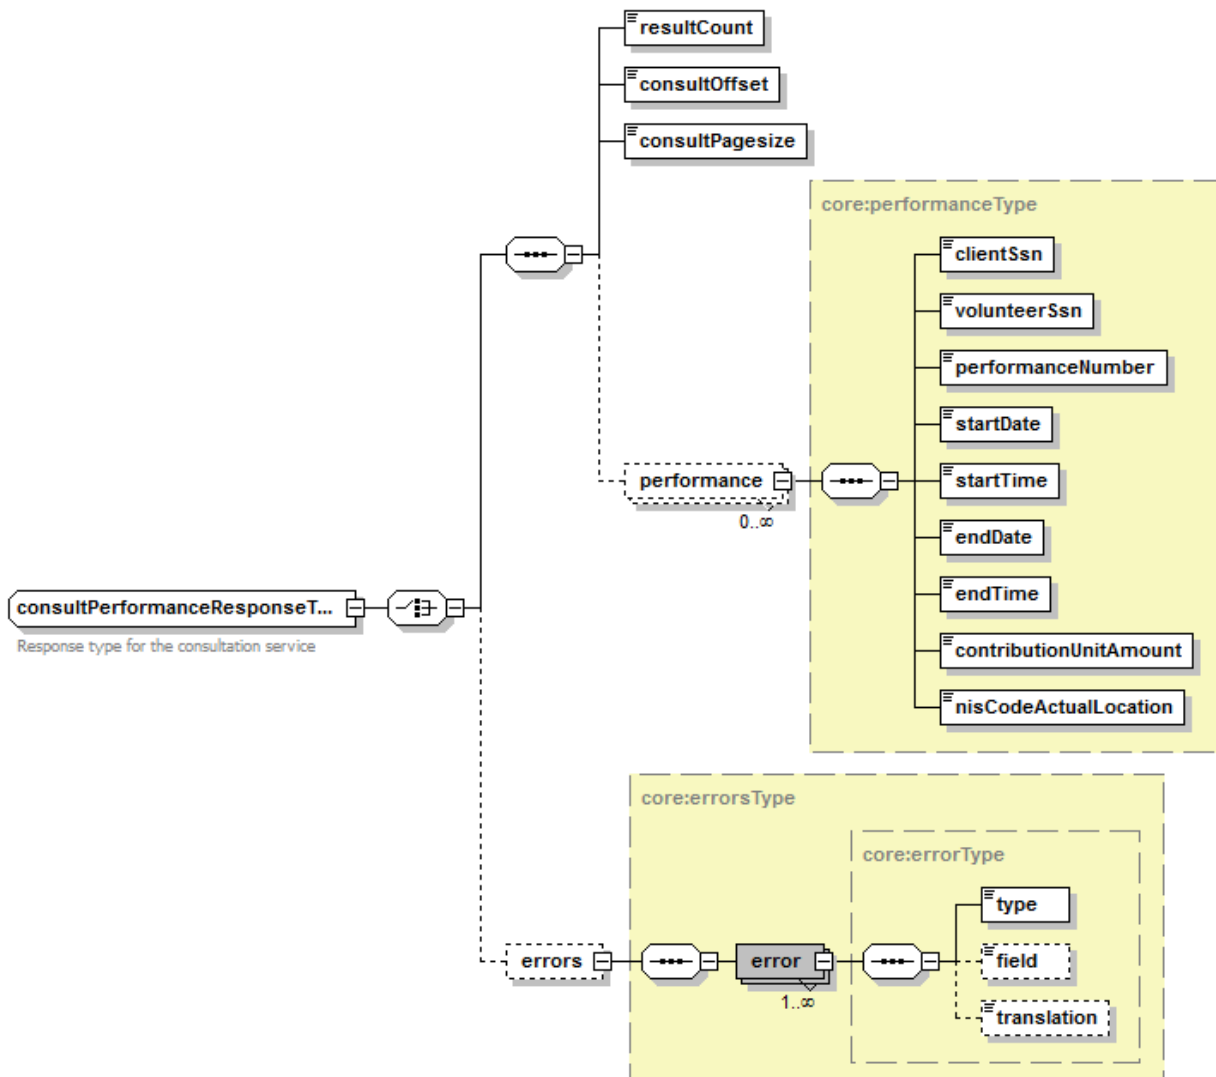 resultCount
consultOffset
consultPagesize
core:performanceType
clientSsn
volunteerSsn
performanceNumber
startDate
startTime
performance
0..∞
endDate
endTime
consultPerformanceResponseT...
Response type for the consultation service
contributionUnitAmount
nisCodeActualLocation
core:errorsType
core:errorType
type
errors
error
1..∞
field
translation